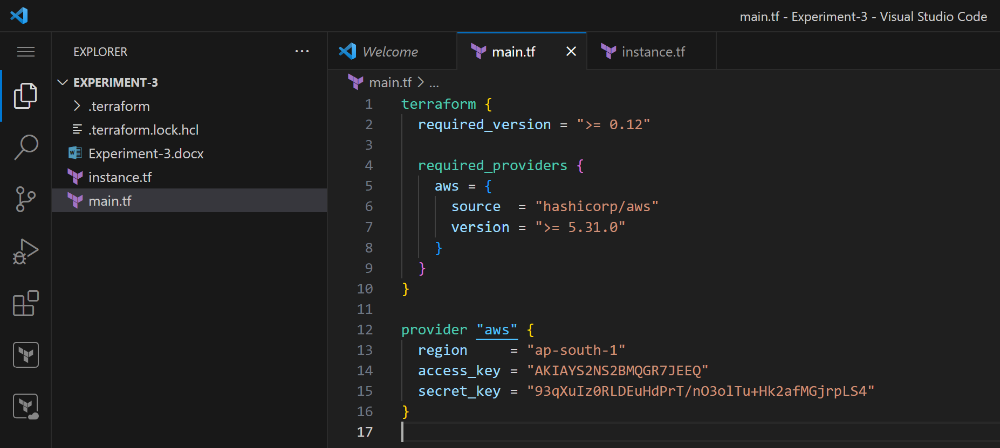 main.tf - Experiment-3 - Visual Studio Code
EXPLORER
Welcome
main.tf
instance.tf
EXPERIMENT-3
.terraform
.terraform.lock.hcl
Experiment-3.docx
instance.tf
main.tf
main.tf > ...
1 terraform {
2 required_version = ">= 0.12"
3
4 required_providers {
5 aws = {
6 source = "hashicorp/aws"
7 version = ">= 5.31.0"
8 }
9 }
10 }
11
12 provider "aws" {
13 region = "ap-south-1"
14 access_key = "AKIAYS2NS2BMQGR7JEEQ"
15 secret_key = "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"
16 }
17